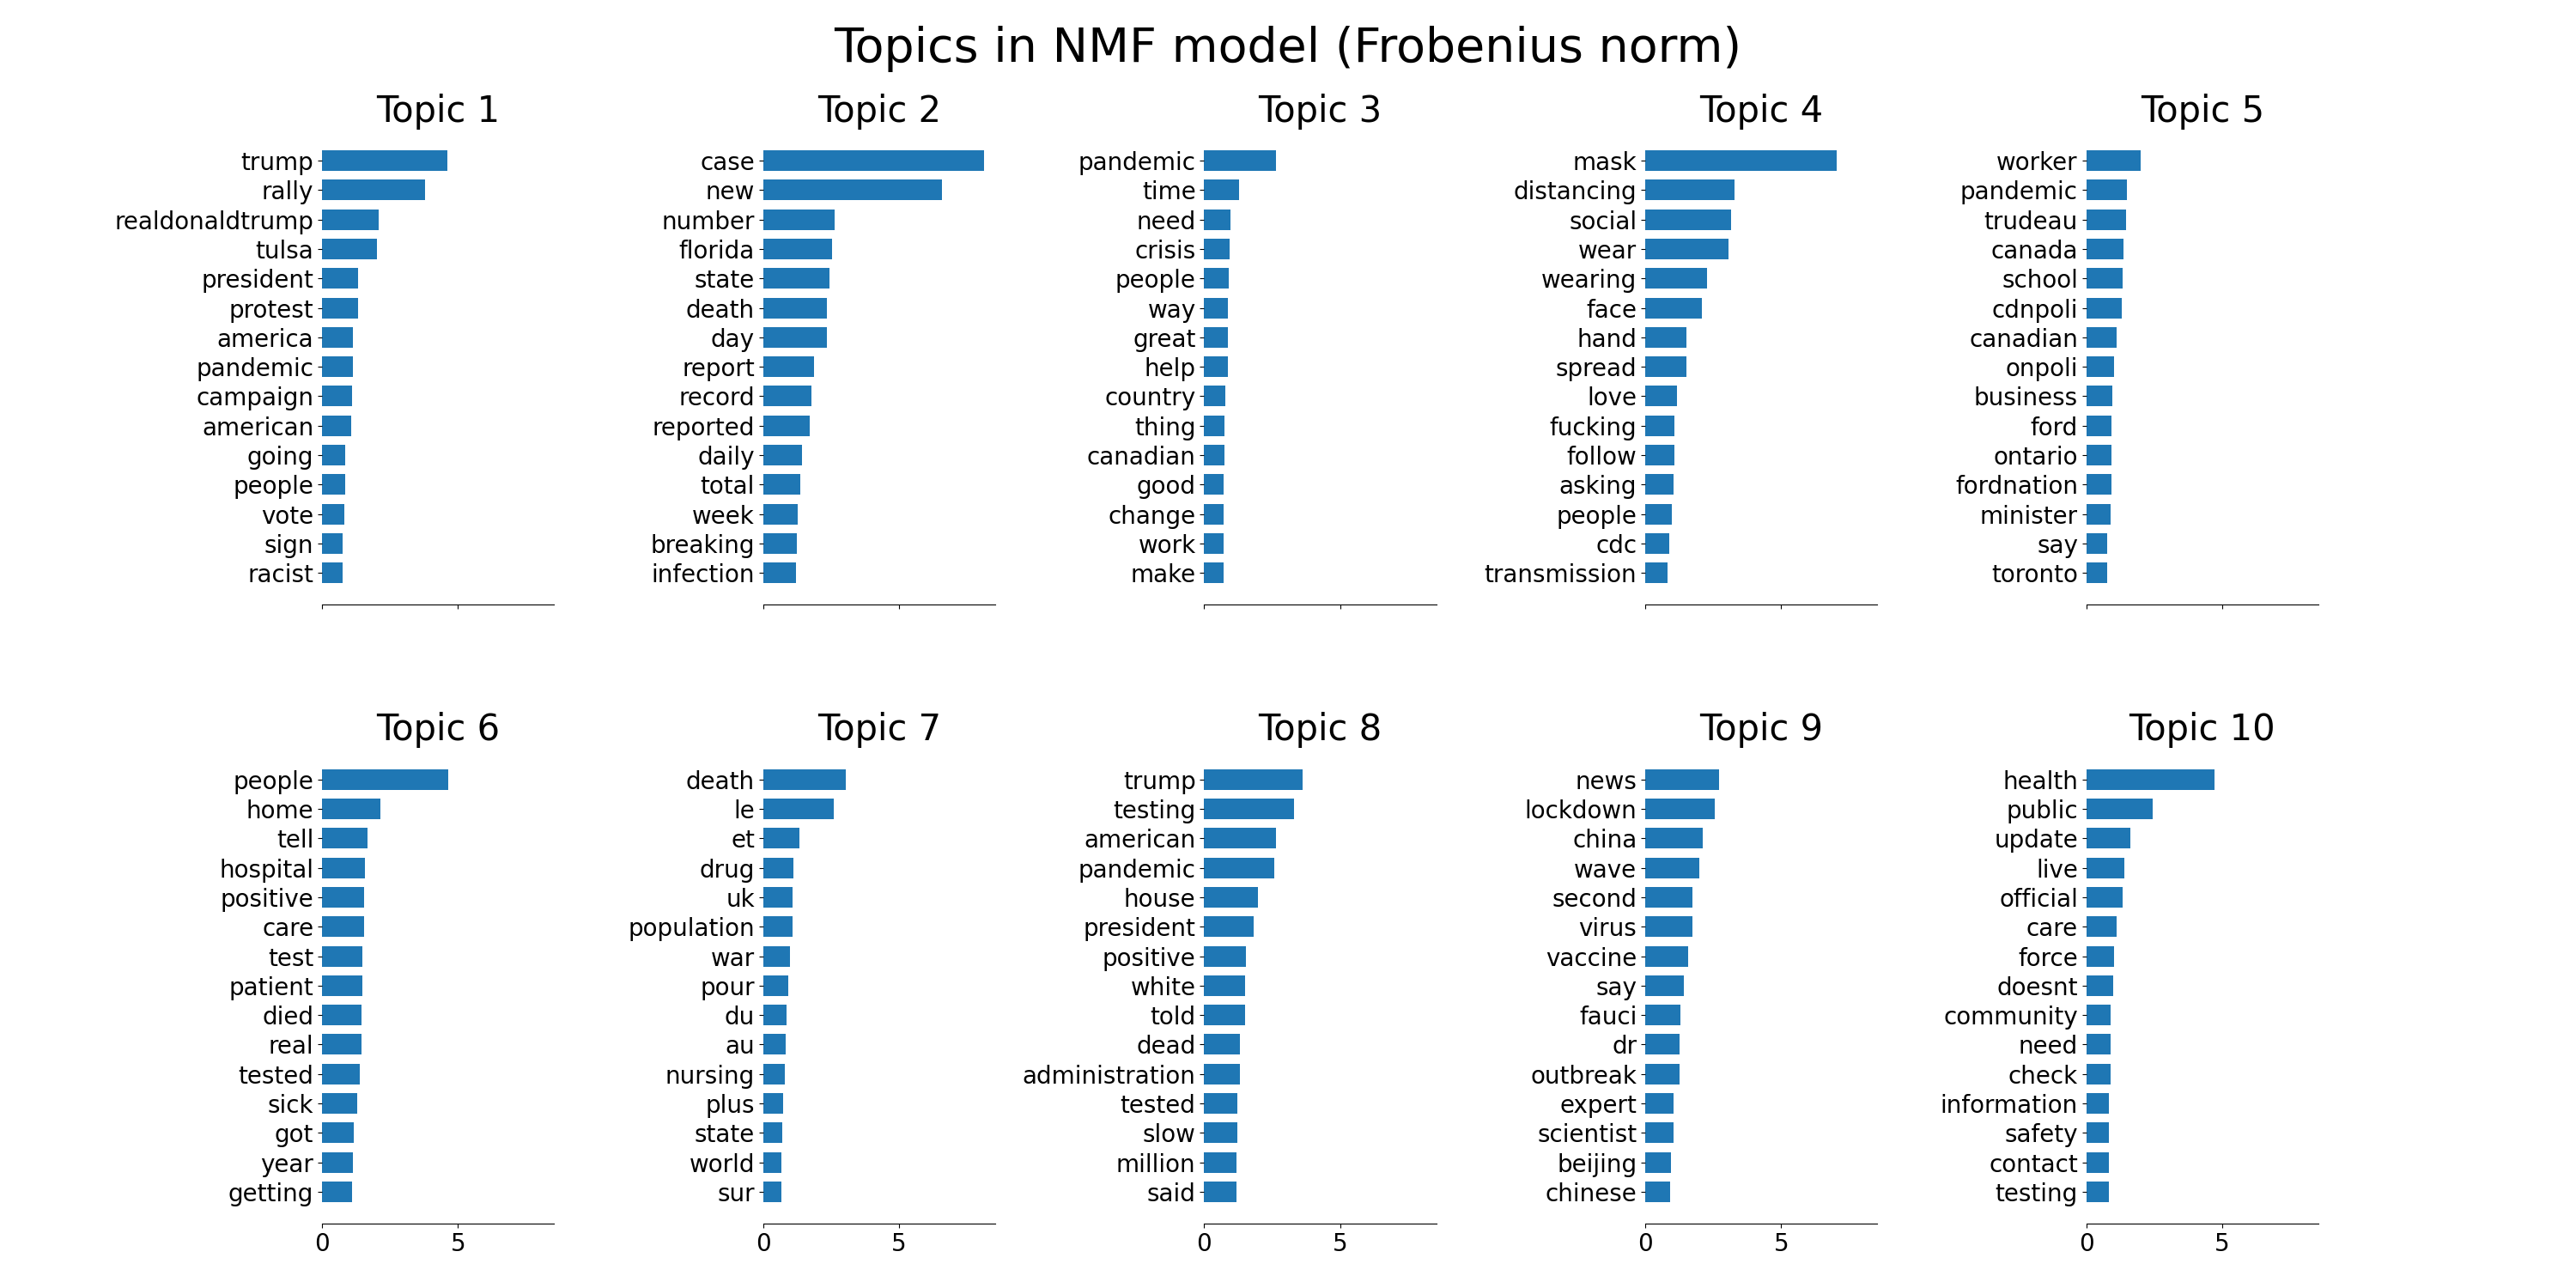 Topics in NMF model (Frobenius norm)
Topic 1
trump
rally
realdonaldtrump
tulsa
president
protest
america
pandemic
campaign
american
going
people
vote
sign
racist
Topic 2
case
new
number
florida
state
death
day
report
record
reported
daily
total
week
breaking
infection
Topic 3
pandemic
time
need
crisis
people
way
great
help
country
thing
canadian
good
change
work
make
Topic 4
mask
distancing
social
wear
wearing
face
hand
spread
love
fucking
follow
asking
people
cdc
transmission
Topic 5
worker
pandemic
trudeau
canada
school
cdnpoli
canadian
onpoli
business
ford
ontario
fordnation
minister
say
toronto
Topic 6
people
home
tell
hospital
positive
care
test
patient
died
real
tested
sick
got
year
getting
0 5
Topic 7
death
le
et
drug
uk
population
war
pour
du
au
nursing
plus
state
world
sur
0 5
Topic 8
trump
testing
american
pandemic
house
president
positive
white
told
dead
administration
tested
slow
million
said
0 5
Topic 9
news
lockdown
china
wave
second
virus
vaccine
say
fauci
dr
outbreak
expert
scientist
beijing
chinese
0 5
Topic 10
health
public
update
live
official
care
force
doesnt
community
need
check
information
safety
contact
testing
0 5